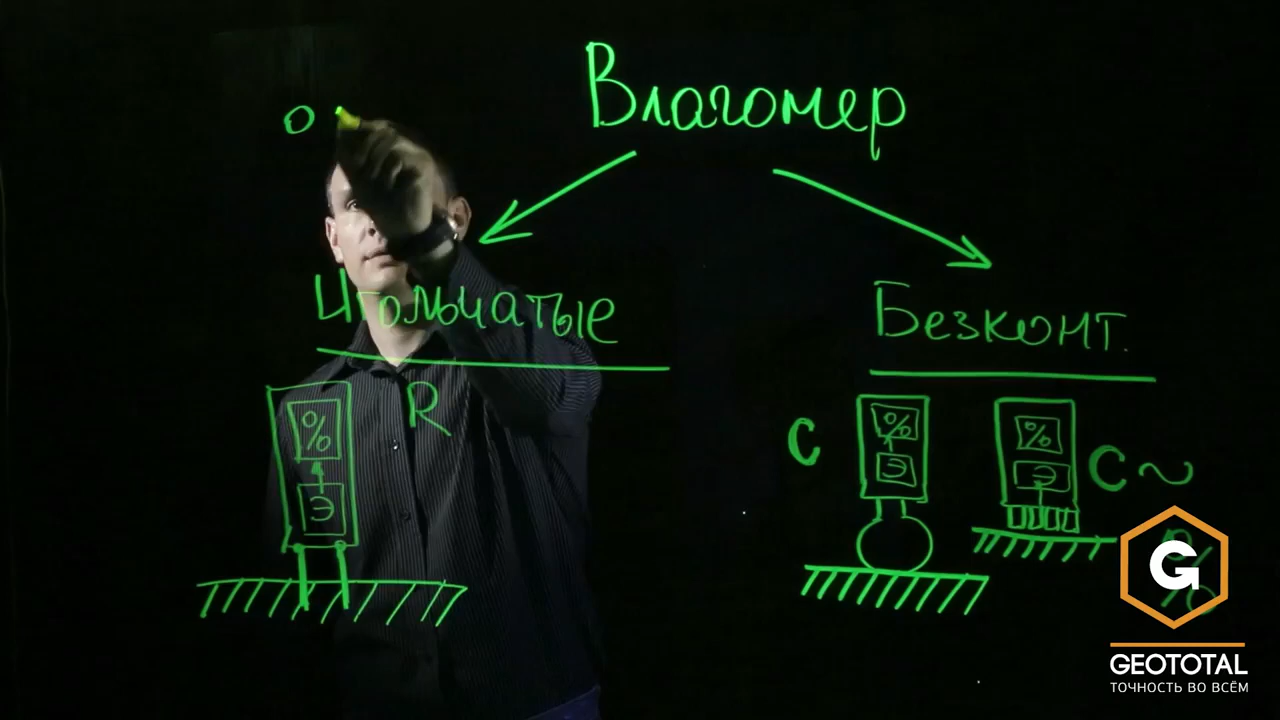 Влагомер
о
Игольчатые
Безконт.
R
%
Э
С
%
Э
%
Э
С ~
%
G
GEOTOTAL
ТОЧНОСТЬ ВО ВСЁМ